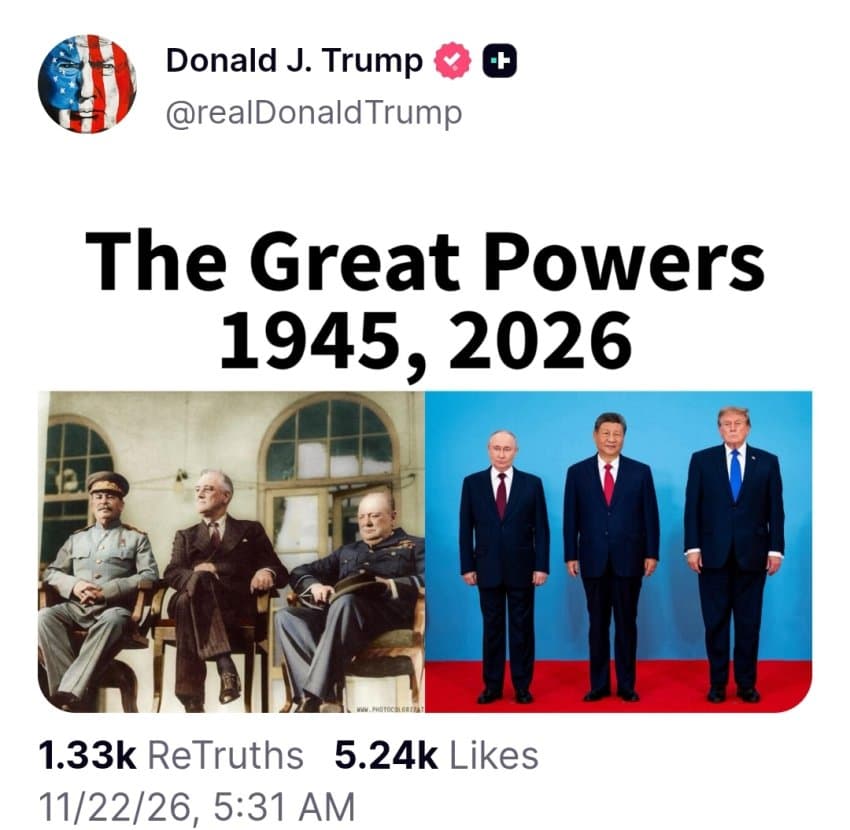 Donald J. Trump
@realDonaldTrump
The Great Powers
1945, 2026
1.33k ReTruths 5.24k Likes
11/22/26, 5:31 AM